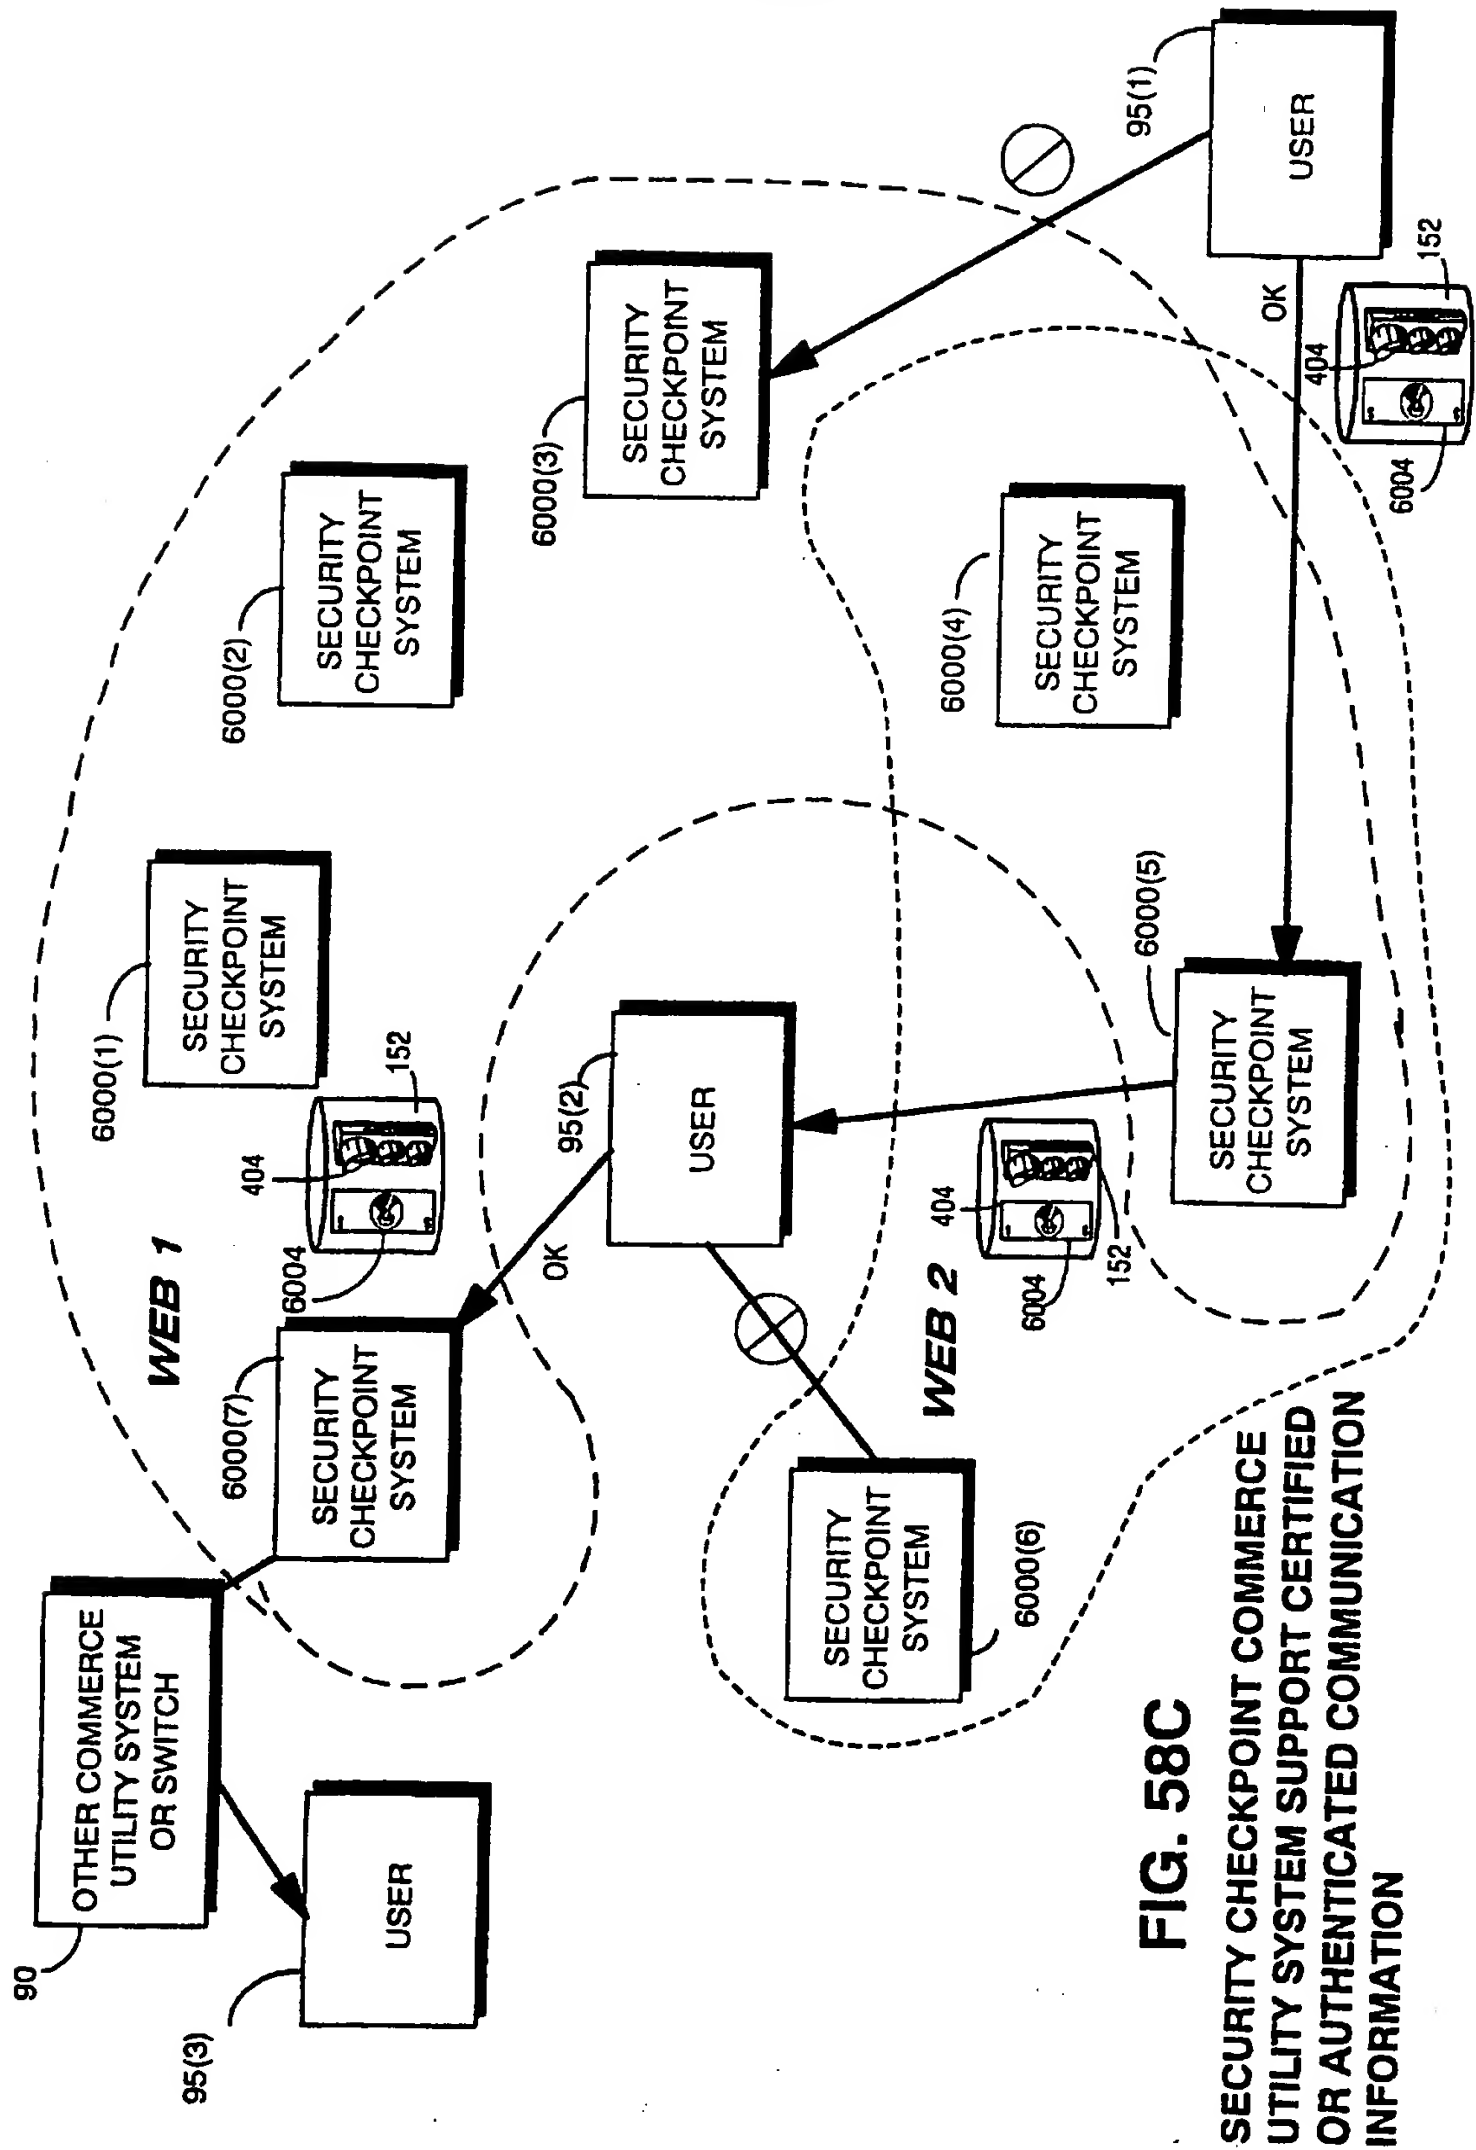 90
OTHER COMMERCE
UTILITY SYSTEM
OR SWITCH
95(3)
USER
6000(7)
SECURITY
CHECKPOINT
SYSTEM
WEB 1
6004
404
152
6000(1)
SECURITY
CHECKPOINT
SYSTEM
6000(2)
SECURITY
CHECKPOINT
SYSTEM
6000(3)
SECURITY
CHECKPOINT
SYSTEM
OK
95(2)
USER
SECURITY
CHECKPOINT
SYSTEM
6000(6)
WEB 2
6004
404
152
6000(4)
SECURITY
CHECKPOINT
SYSTEM
6000(5)
SECURITY
CHECKPOINT
SYSTEM
95(1)
USER
OK
404
6004
152
FIG. 58C
SECURITY CHECKPOINT COMMERCE
UTILITY SYSTEM SUPPORT CERTIFIED
OR AUTHENTICATED COMMUNICATION
INFORMATION